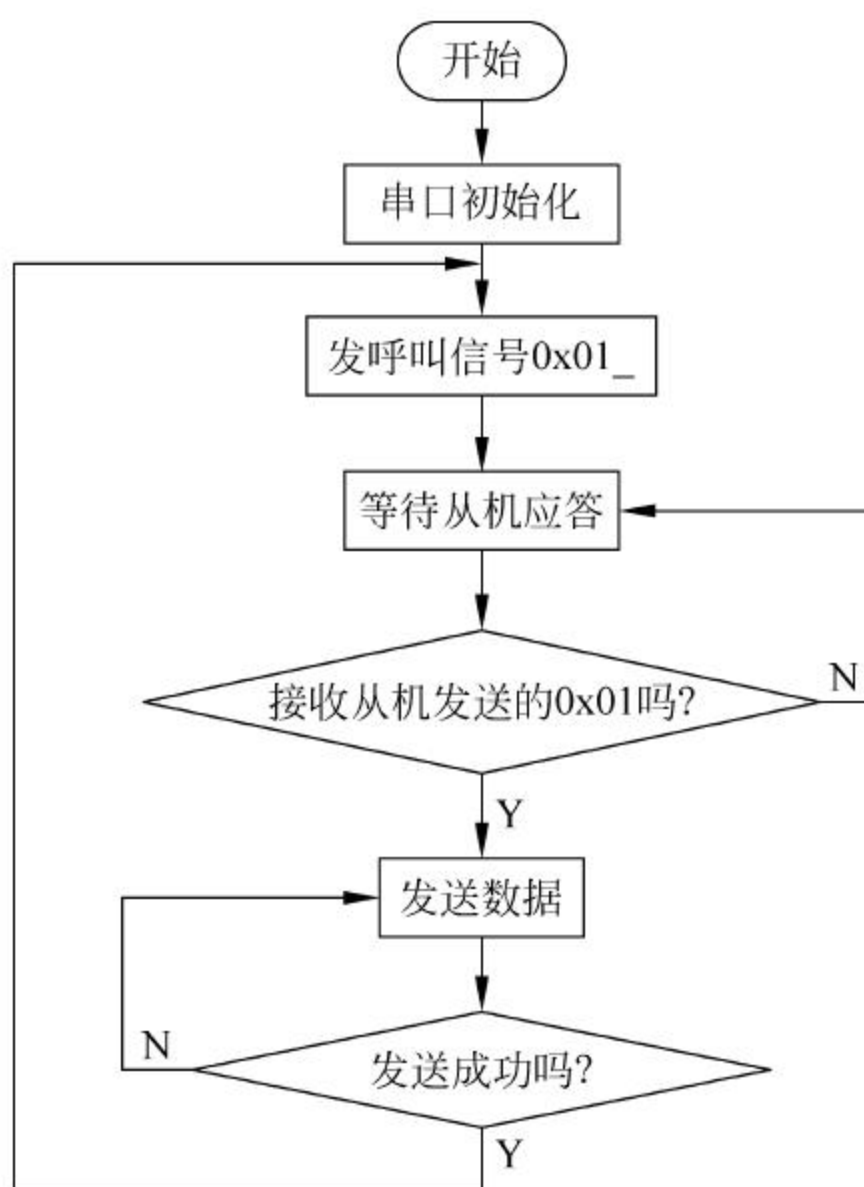 开始
串口初始化
发呼叫信号0x01_
等待从机应答
接收从机发送的0x01吗?
N
Y
发送数据
N
发送成功吗?
Y